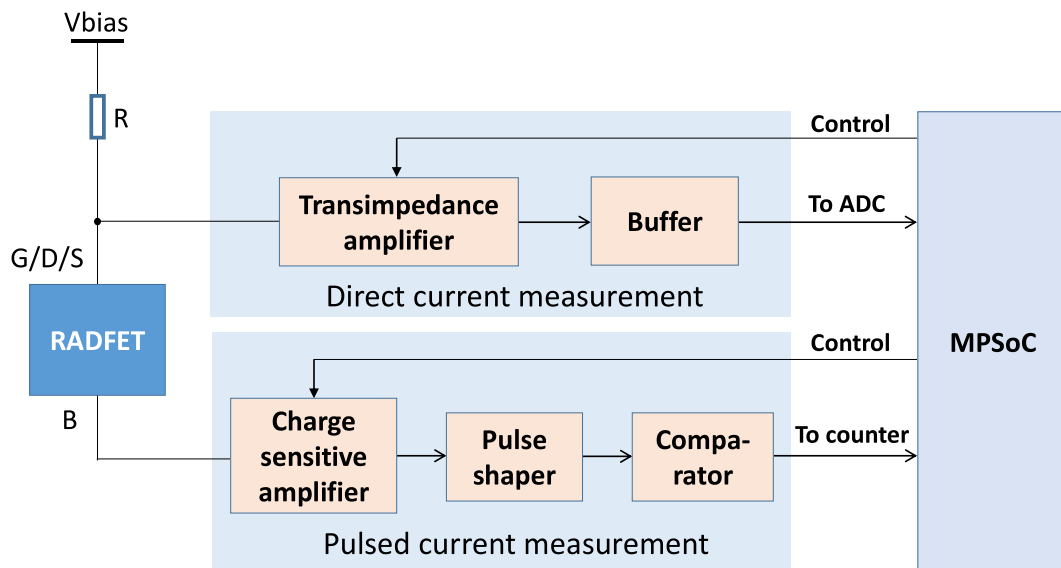 Vbias
R
Control
Transimpedance
amplifier
Buffer
To ADC
G/D/S
Direct current measurement
RADFET
MPSoC
Control
B
Charge
sensitive
amplifier
Pulse
shaper
Compa-
rator
To counter
Pulsed current measurement